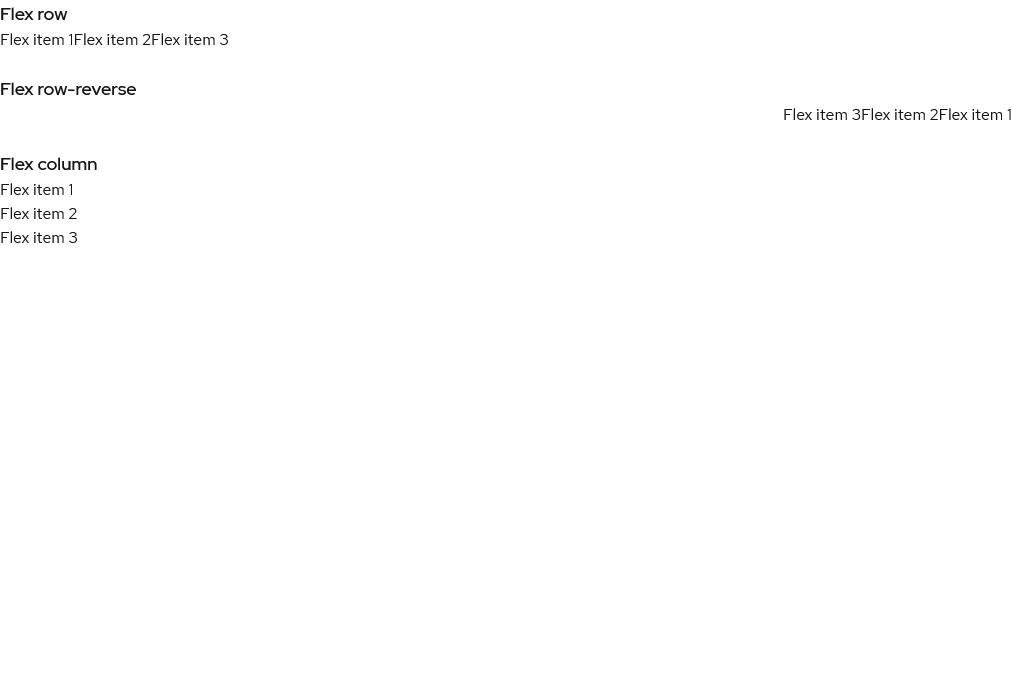 Flex row
Flex item 1Flex item 2Flex item 3
Flex row-reverse
Flex item 3Flex item 2Flex item 1
Flex column
Flex item 1
Flex item 2
Flex item 3